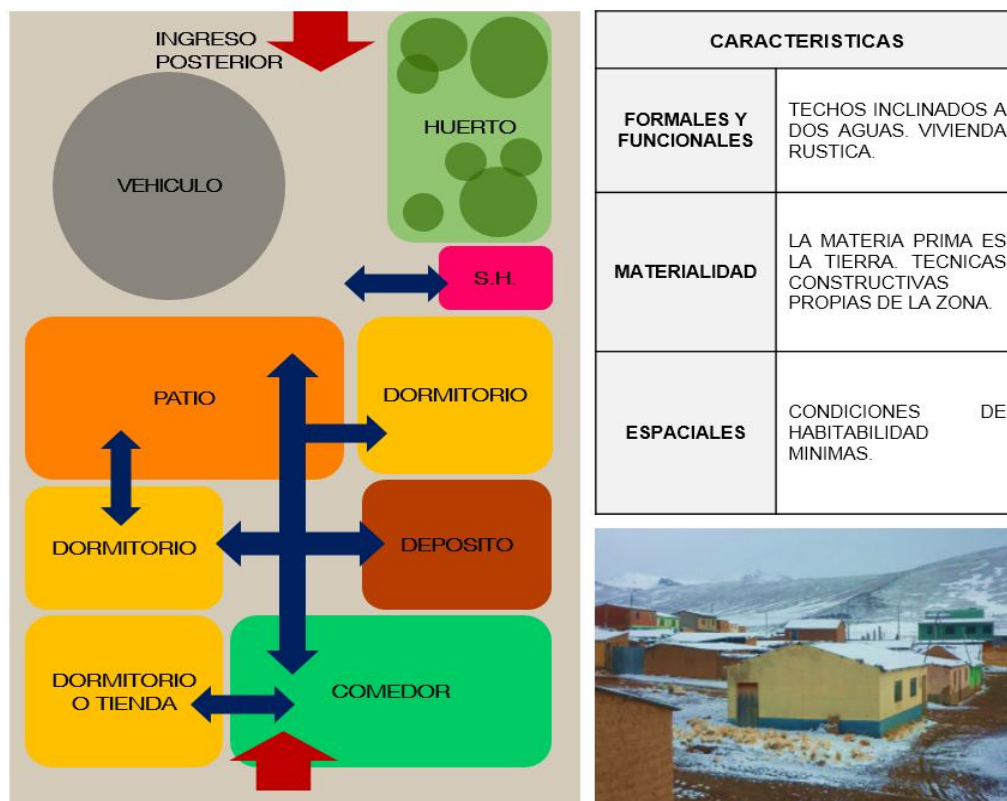 INGRESO
POSTERIOR
HUERTO
VEHICULO
S.H.
PATIO
DORMITORIO
DORMITORIO
DEPOSITO
DORMITORIO
O TIENDA
COMEDOR
CARACTERISTICAS
FORMALES Y
FUNCIONALES
TECHOS INCLINADOS A
DOS AGUAS. VIVIENDA
RUSTICA.
MATERIALIDAD
LA MATERIA PRIMA ES
LA TIERRA. TECNICAS
CONSTRUCTIVAS
PROPIAS DE LA ZONA.
ESPACIALES
CONDICIONES DE
HABITABILIDAD
MINIMAS.